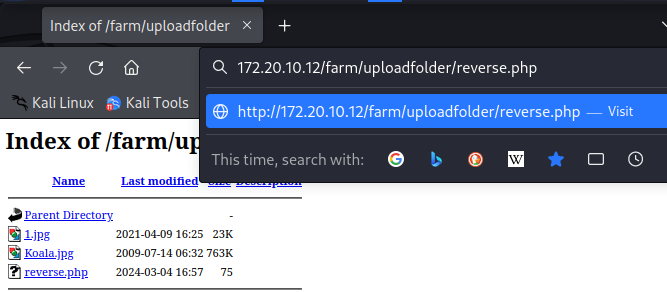 Index of /farm/uploadfolder
172.20.10.12/farm/uploadfolder/reverse.php
Kali Linux Kali Tools
http://172.20.10.12/farm/uploadfolder/reverse.php — Visit
Index of /farm/up
This time, search with:
Name Last modified Size Description
Parent Directory -
1.jpg 2021-04-09 16:25 23K
Koala.jpg 2009-07-14 06:32 763K
reverse.php 2024-03-04 16:57 75